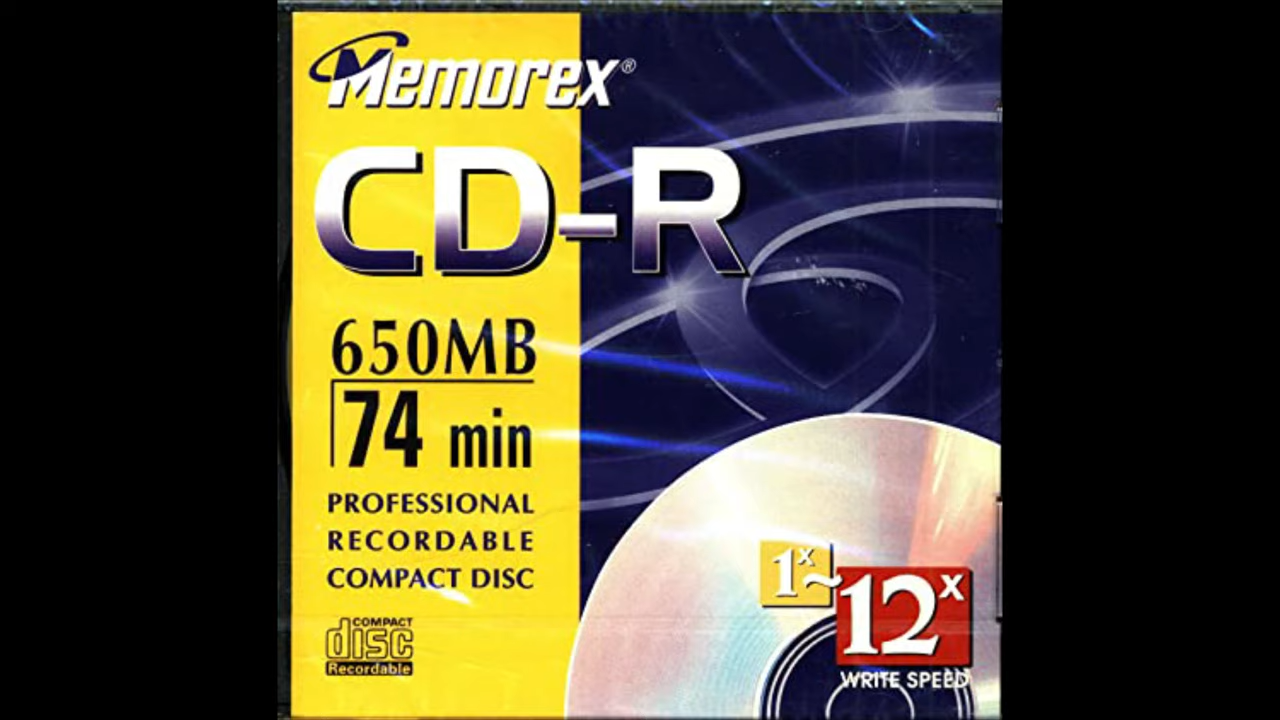 Memorex®
CD-R
650MB
74 min
PROFESSIONAL
RECORDABLE
COMPACT DISC
COMPACT
disc
Recordable
1x~12x
WRITE SPEED